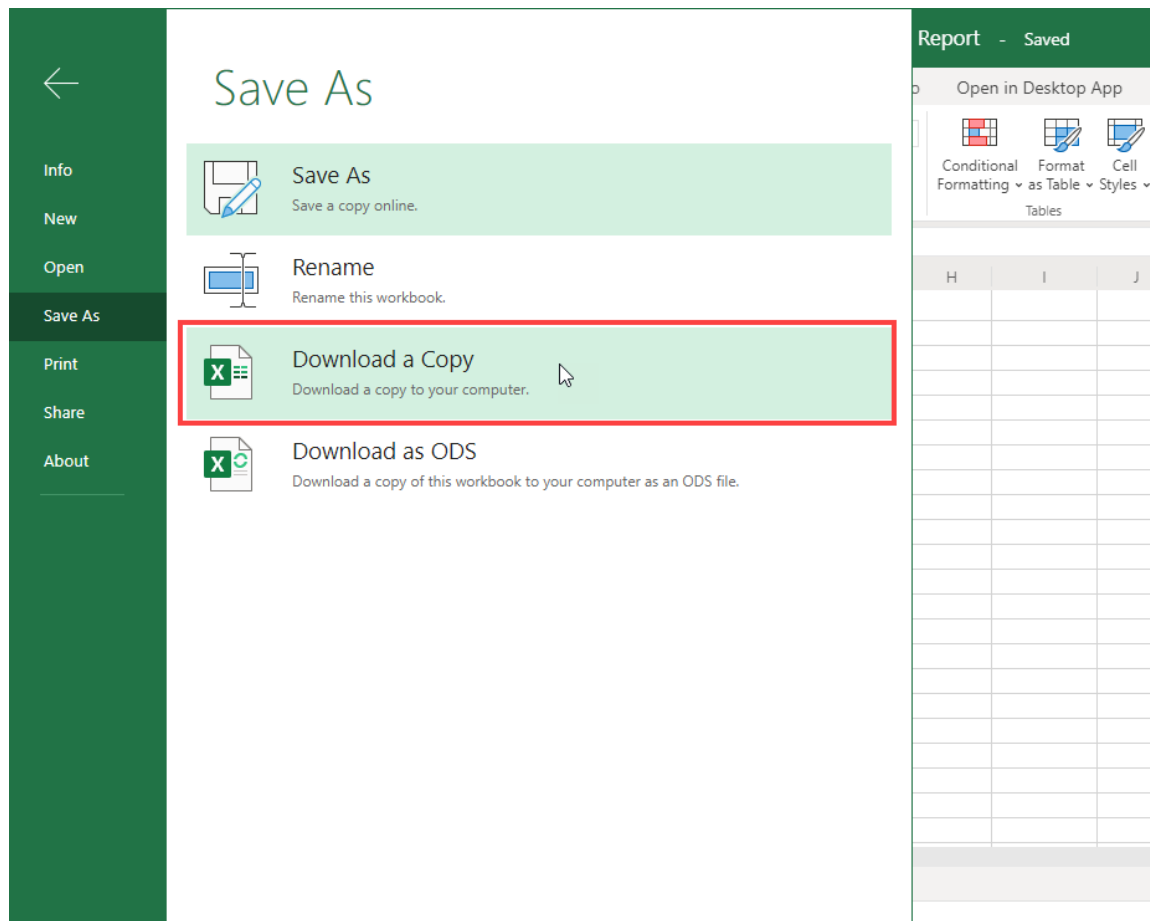 Report - Saved
Save As
Open in Desktop App
Info
New
Open
Save As
Print
Share
About
Save As
Save a copy online.
Rename
Rename this workbook.
Download a Copy
Download a copy to your computer.
Download as ODS
Download a copy of this workbook to your computer as an ODS file.
Conditional Formatting
Format as Table
Cell Styles
Tables
H I J